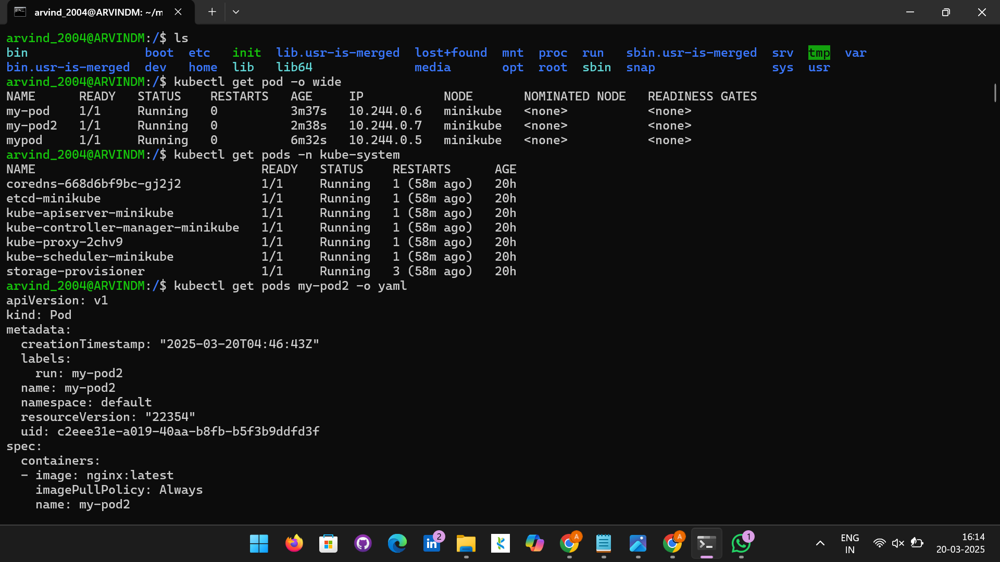 arvind_2004@ARVINDM: ~/m
arvind_2004@ARVINDM:/$ ls
bin boot etc init lib.usr-is-merged lost+found mnt proc run sbin.usr-is-merged srv tmp var
bin.usr-is-merged dev home lib lib64 media opt root sbin snap sys usr
arvind_2004@ARVINDM:/$ kubectl get pod -o wide
NAME READY STATUS RESTARTS AGE IP NODE NOMINATED NODE READINESS GATES
my-pod 1/1 Running 0 3m37s 10.244.0.6 minikube <none> <none>
my-pod2 1/1 Running 0 2m38s 10.244.0.7 minikube <none> <none>
mypod 1/1 Running 0 6m32s 10.244.0.5 minikube <none> <none>
arvind_2004@ARVINDM:/$ kubectl get pods -n kube-system
NAME READY STATUS RESTARTS AGE
coredns-668d6bf9bc-gj2j2 1/1 Running 1 (58m ago) 20h
etcd-minikube 1/1 Running 1 (58m ago) 20h
kube-apiserver-minikube 1/1 Running 1 (58m ago) 20h
kube-controller-manager-minikube 1/1 Running 1 (58m ago) 20h
kube-proxy-2chv9 1/1 Running 1 (58m ago) 20h
kube-scheduler-minikube 1/1 Running 1 (58m ago) 20h
storage-provisioner 1/1 Running 3 (58m ago) 20h
arvind_2004@ARVINDM:/$ kubectl get pods my-pod2 -o yaml
apiVersion: v1
kind: Pod
metadata:
  creationTimestamp: "2025-03-20T04:46:43Z"
  labels:
    run: my-pod2
  name: my-pod2
  namespace: default
  resourceVersion: "22354"
  uid: c2eee31e-a019-40aa-b8fb-b5f3b9ddfd3f
spec:
  containers:
  - image: nginx:latest
    imagePullPolicy: Always
    name: my-pod2
in 2 A A 1
ENG 16:14
IN 20-03-2025